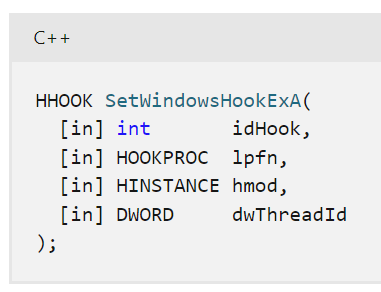 C++
HHOOK SetWindowsHookExA(
  [in] int       idHook,
  [in] HOOKPROC  lpfn,
  [in] HINSTANCE hmod,
  [in] DWORD     dwThreadId
);